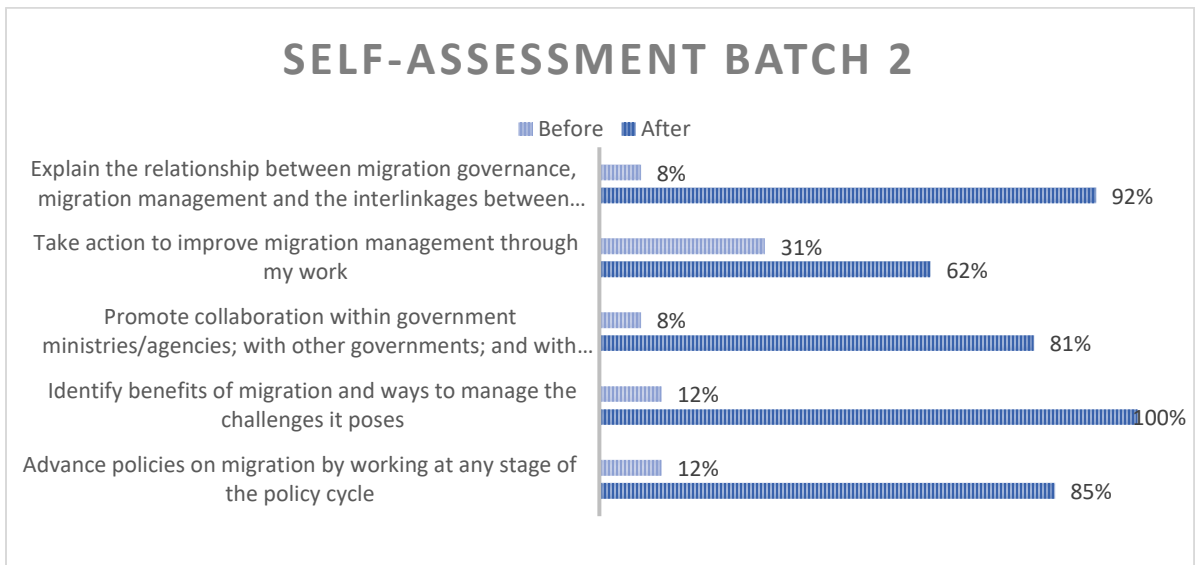 SELF-ASSESSMENT BATCH 2
Before After
Explain the relationship between migration governance,
migration management and the interlinkages between…
8%
92%
Take action to improve migration management through
my work
31%
62%
Promote collaboration within government
ministries/agencies; with other governments; and with…
8%
81%
Identify benefits of migration and ways to manage the
challenges it poses
12%
100%
Advance policies on migration by working at any stage of
the policy cycle
12%
85%